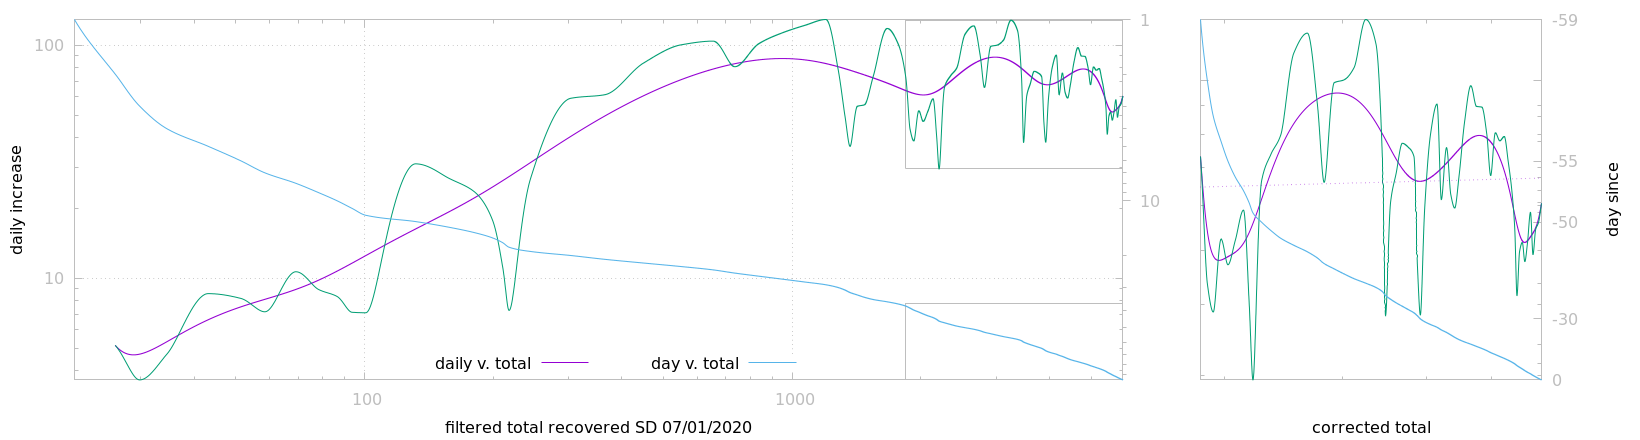 daily increase
100
10
1
10
daily v. total
day v. total
100
1000
filtered total recovered SD 07/01/2020
-59
-55
-50
-30
0
day since
corrected total